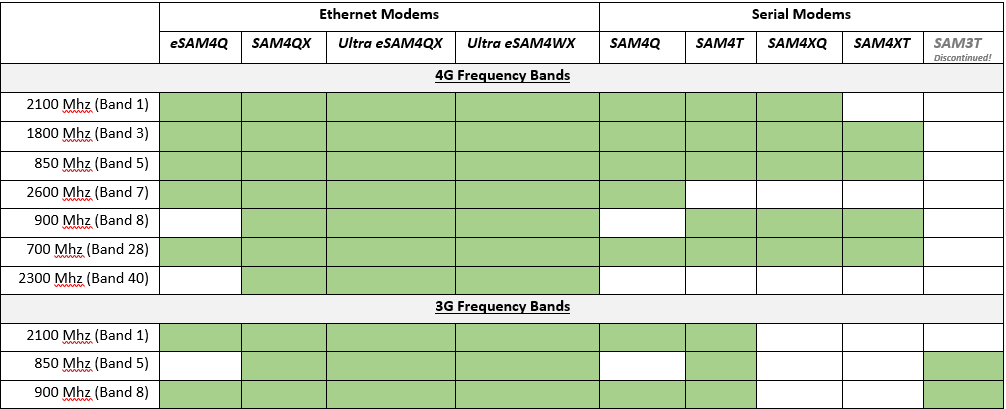 Ethernet Modems Serial Modems
eSAM4Q SAM4QX Ultra eSAM4QX Ultra eSAM4WX SAM4Q SAM4T SAM4XQ SAM4XT SAM3T
Discontinued!
4G Frequency Bands
2100 Mhz (Band 1)
1800 Mhz (Band 3)
850 Mhz (Band 5)
2600 Mhz (Band 7)
900 Mhz (Band 8)
700 Mhz (Band 28)
2300 Mhz (Band 40)
3G Frequency Bands
2100 Mhz (Band 1)
850 Mhz (Band 5)
900 Mhz (Band 8)